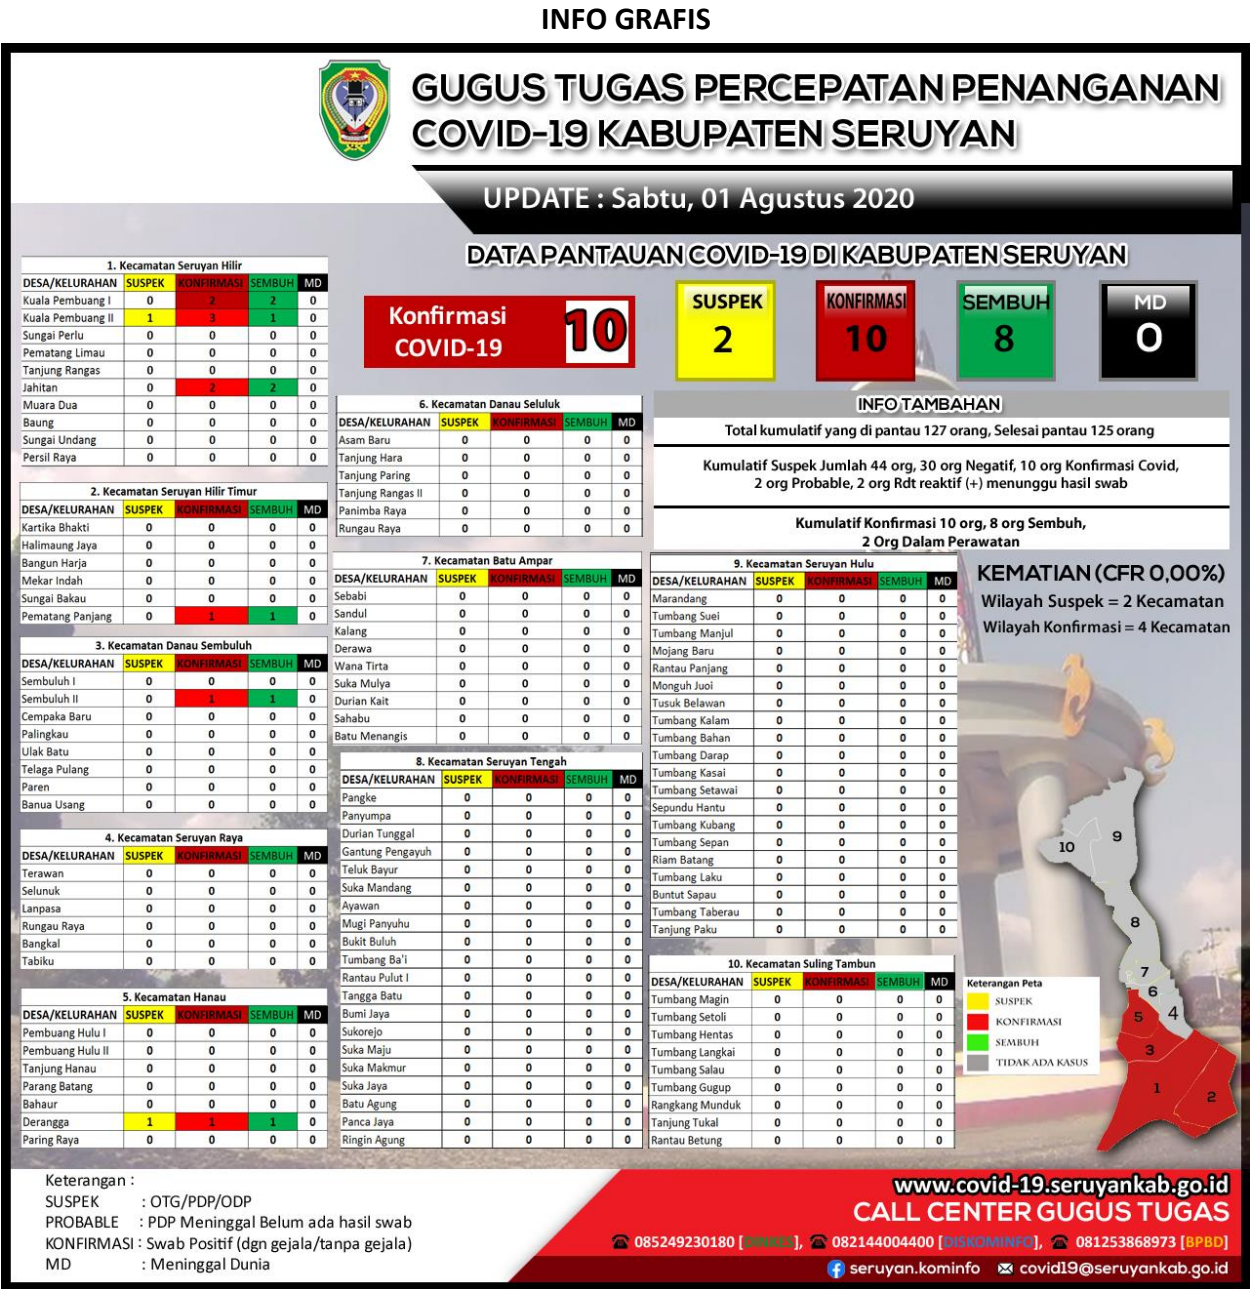 INFO GRAFIS
GUGUS TUGAS PERCEPATAN PENANGANAN
COVID-19 KABUPATEN SERUYAN
UPDATE : Sabtu, 01 Agustus 2020
DATA PANTAUAN COVID-19 DI KABUPATEN SERUYAN
Konfirmasi
COVID-19
10
SUSPEK
2
KONFIRMASI
10
SEMBUH
8
MD
0
INFO TAMBAHAN
Total kumulatif yang di pantau 127 orang, Selesai pantau 125 orang
Kumulatif Suspek Jumlah 44 org, 30 org Negatif, 10 org Konfirmasi Covid,
2 org Probable, 2 org Rdt reaktif (+) menunggu hasil swab
Kumulatif Konfirmasi 10 org, 8 org Sembuh,
2 Org Dalam Perawatan
KEMATIAN (CFR 0,00%)
Wilayah Suspek = 2 Kecamatan
Wilayah Konfirmasi = 4 Kecamatan
1. Kecamatan Seruyan Hilir
DESA/KELURAHAN SUSPEK KONFIRMASI SEMBUH MD
Kuala Pembuang I 0 2 2 0
Kuala Pembuang II 1 3 1 0
Sungai Perlu 0 0 0 0
Pematang Limau 0 0 0 0
Tanjung Rangas 0 0 0 0
Jahitan 0 2 2 0
Muara Dua 0 0 0 0
Baung 0 0 0 0
Sungai Undang 0 0 0 0
Persil Raya 0 0 0 0
2. Kecamatan Seruyan Hilir Timur
DESA/KELURAHAN SUSPEK KONFIRMASI SEMBUH MD
Kartika Bhakti 0 0 0 0
Halimaung Jaya 0 0 0 0
Bangun Harja 0 0 0 0
Mekar Indah 0 0 0 0
Sungai Bakau 0 0 0 0
Pematang Panjang 0 1 1 0
3. Kecamatan Danau Sembuluh
DESA/KELURAHAN SUSPEK KONFIRMASI SEMBUH MD
Sembuluh I 0 0 0 0
Sembuluh II 0 1 1 0
Cempaka Baru 0 0 0 0
Palingkau 0 0 0 0
Ulak Batu 0 0 0 0
Telaga Pulang 0 0 0 0
Paren 0 0 0 0
Banua Usang 0 0 0 0
4. Kecamatan Seruyan Raya
DESA/KELURAHAN SUSPEK KONFIRMASI SEMBUH MD
Terawan 0 0 0 0
Selunuk 0 0 0 0
Lanpasa 0 0 0 0
Rungau Raya 0 0 0 0
Bangkal 0 0 0 0
Tabiku 0 0 0 0
5. Kecamatan Hanau
DESA/KELURAHAN SUSPEK KONFIRMASI SEMBUH MD
Pembuang Hulu I 0 0 0 0
Pembuang Hulu II 0 0 0 0
Tanjung Hanau 0 0 0 0
Parang Batang 0 0 0 0
Bahaur 0 0 0 0
Derangga 1 1 1 0
Paring Raya 0 0 0 0
6. Kecamatan Danau Seluluk
DESA/KELURAHAN SUSPEK KONFIRMASI SEMBUH MD
Asam Baru 0 0 0 0
Tanjung Hara 0 0 0 0
Tanjung Paring 0 0 0 0
Tanjung Rangas II 0 0 0 0
Panimba Raya 0 0 0 0
Rungau Raya 0 0 0 0
7. Kecamatan Batu Ampar
DESA/KELURAHAN SUSPEK KONFIRMASI SEMBUH MD
Sebabi 0 0 0 0
Sandul 0 0 0 0
Kalang 0 0 0 0
Derawa 0 0 0 0
Wana Tirta 0 0 0 0
Suka Mulya 0 0 0 0
Durian Kait 0 0 0 0
Sahabu 0 0 0 0
Batu Menangis 0 0 0 0
8. Kecamatan Seruyan Tengah
DESA/KELURAHAN SUSPEK KONFIRMASI SEMBUH MD
Pangke 0 0 0 0
Panyumpa 0 0 0 0
Durian Tunggal 0 0 0 0
Gantung Pengayuh 0 0 0 0
Teluk Bayur 0 0 0 0
Suka Mandang 0 0 0 0
Ayawan 0 0 0 0
Mugi Panyuhu 0 0 0 0
Bukit Buluh 0 0 0 0
Tumbang Ba'i 0 0 0 0
Rantau Pulut I 0 0 0 0
Tangga Batu 0 0 0 0
Bumi Jaya 0 0 0 0
Sukorejo 0 0 0 0
Suka Maju 0 0 0 0
Suka Makmur 0 0 0 0
Suka Jaya 0 0 0 0
Batu Agung 0 0 0 0
Panca Jaya 0 0 0 0
Ringin Agung 0 0 0 0
9. Kecamatan Seruyan Hulu
DESA/KELURAHAN SUSPEK KONFIRMASI SEMBUH MD
Marandang 0 0 0 0
Tumbang Suei 0 0 0 0
Tumbang Manjul 0 0 0 0
Mojang Baru 0 0 0 0
Rantau Panjang 0 0 0 0
Monguh Juoi 0 0 0 0
Tusuk Belawan 0 0 0 0
Tumbang Kalam 0 0 0 0
Tumbang Bahan 0 0 0 0
Tumbang Darap 0 0 0 0
Tumbang Kasai 0 0 0 0
Tumbang Setawai 0 0 0 0
Sepundu Hantu 0 0 0 0
Tumbang Kubang 0 0 0 0
Tumbang Sepan 0 0 0 0
Riam Batang 0 0 0 0
Tumbang Laku 0 0 0 0
Buntut Sapau 0 0 0 0
Tumbang Taberau 0 0 0 0
Tanjung Paku 0 0 0 0
10. Kecamatan Suling Tambun
DESA/KELURAHAN SUSPEK KONFIRMASI SEMBUH MD
Tumbang Magin 0 0 0 0
Tumbang Setoli 0 0 0 0
Tumbang Hentas 0 0 0 0
Tumbang Langkai 0 0 0 0
Tumbang Salau 0 0 0 0
Tumbang Gugup 0 0 0 0
Rangkang Munduk 0 0 0 0
Tanjung Tukal 0 0 0 0
Rantau Betung 0 0 0 0
9
10
8
7
6
5
4
3
1
2
Keterangan Peta
SUSPEK
KONFIRMASI
SEMBUH
TIDAK ADA KASUS
Keterangan :
SUSPEK : OTG/PDP/ODP
PROBABLE : PDP Meninggal Belum ada hasil swab
KONFIRMASI : Swab Positif (dgn gejala/tanpa gejala)
MD : Meninggal Dunia
www.covid-19.seruyankab.go.id
CALL CENTER GUGUS TUGAS
085249230180 [DINKES], 082144004400 [DISKOMINFO], 081253868973 [BPBD]
seruyan.kominfo covid19@seruyankab.go.id